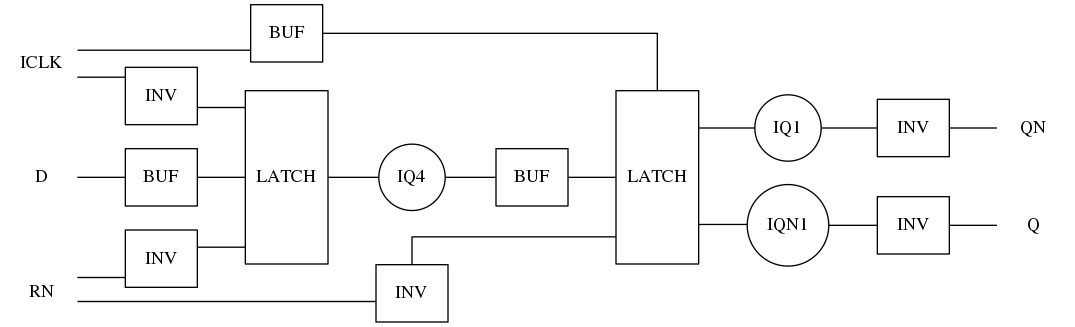 BUF
ICLK
INV
IQ1
INV
QN
D
BUF
LATCH
IQ4
BUF
LATCH
IQN1
INV
Q
INV
RN
INV